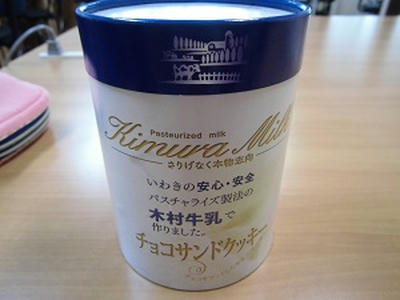 Pasteurized milk
Kimura Milk
さりげなく本物志向
いわきの安心・安全
パスチャライズ製法の
木村牛乳で
作りました。
チョコサンドクッキー